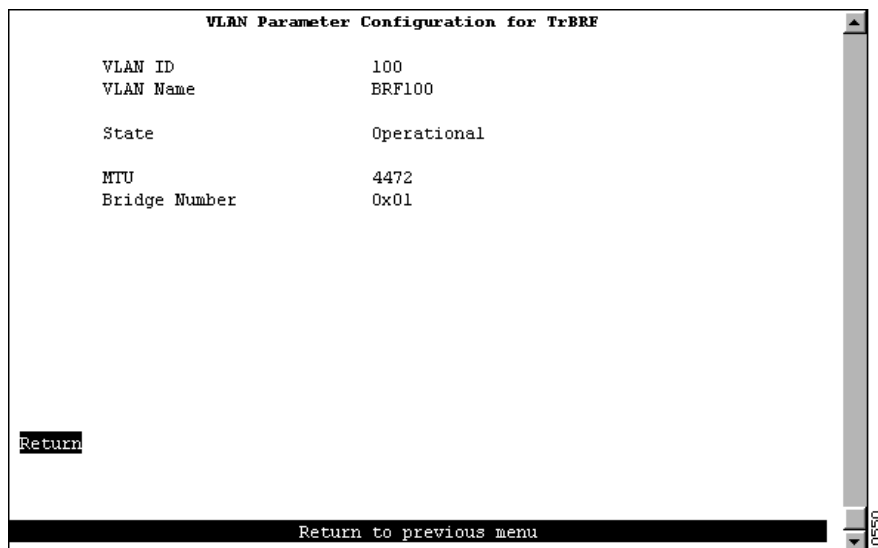 VLAN Parameter Configuration for TrBRF
VLAN ID 100
VLAN Name BRF100
State Operational
MTU 4472
Bridge Number 0x01
Return
Return to previous menu
0550